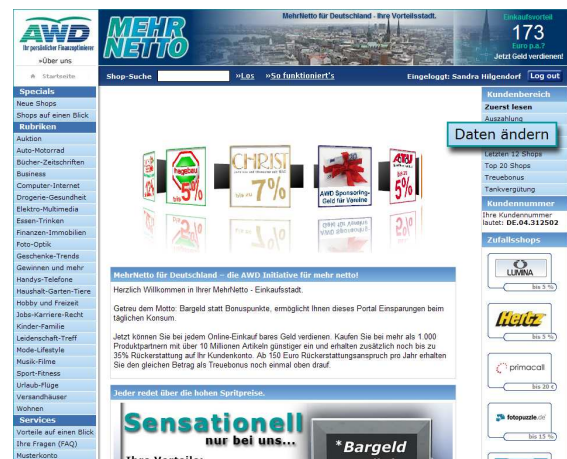 AWD
Ihr persönlicher Finanzoptimierer
»Über uns
Startseite
MEHR
NETTO
MehrNetto für Deutschland - Ihre Vorteilsstadt.
Einkaufsvorteil
173
Euro p.a.?
Jetzt Geld verdienen!
Shop-Suche
»Los
»So funktioniert's
Eingeloggt: Sandra Hilgendorf
Log out
Specials
Neue Shops
Shops auf einen Blick
Rubriken
Auktion
Auto-Motorrad
Bücher-Zeitschriften
Business
Computer-Internet
Drogerie-Gesundheit
Elektro-Multimedia
Essen-Trinken
Finanzen-Immobilien
Foto-Optik
Geschenke-Trends
Gewinnen und mehr
Handys-Telefone
Haushalt-Garten-Tiere
Hobby und Freizeit
Jobs-Karriere-Recht
Kinder-Familie
Leidenschaft-Treff
Mode-Lifestyle
Musik-Filme
Sport-Fitness
Urlaub-Flüge
Versandhäuser
Wohnen
Services
Vorteile auf einen Blick
Ihre Fragen (FAQ)
Musterkonto
5%
hagebau
bis 5%
CHRIST
7%
AWD Sponsoring-
Geld für Vereine
5%
MehrNetto für Deutschland – die AWD Initiative für mehr netto!
Herzlich Willkommen in Ihrer MehrNetto - Einkaufsstadt.
Getreu dem Motto: Bargeld statt Bonuspunkte, ermöglicht Ihnen dieses Portal Einsparungen beim
täglichen Konsum.
Jetzt können Sie bei jedem Online-Einkauf bares Geld verdienen. Kaufen Sie bei mehr als 1.000
Produktpartnern mit über 10 Millionen Artikeln günstiger ein und erhalten zusätzlich noch bis zu
35% Rückerstattung auf Ihr Kundenkonto. Ab 150 Euro Rückerstattungsanspruch pro Jahr erhalten
Sie den gleichen Betrag als Treuebonus noch einmal oben drauf.
Jeder redet über die hohen Spritpreise.
Sensationell
nur bei uns...
Ihre Vorteile:
*Bargeld
Kundenbereich
Zuerst lesen
Auszahlung
Daten ändern
Letzten 12 Shops
Top 20 Shops
Treuebonus
Tankvergütung
Kundennummer
Ihre Kundennummer
lautet: DE.04.312502
Zufallsshops
LUMINA
bis 5 %
Hertz
bis 5 %
primacall
bis 20 €
fotopuzzle.de
bis 15 %